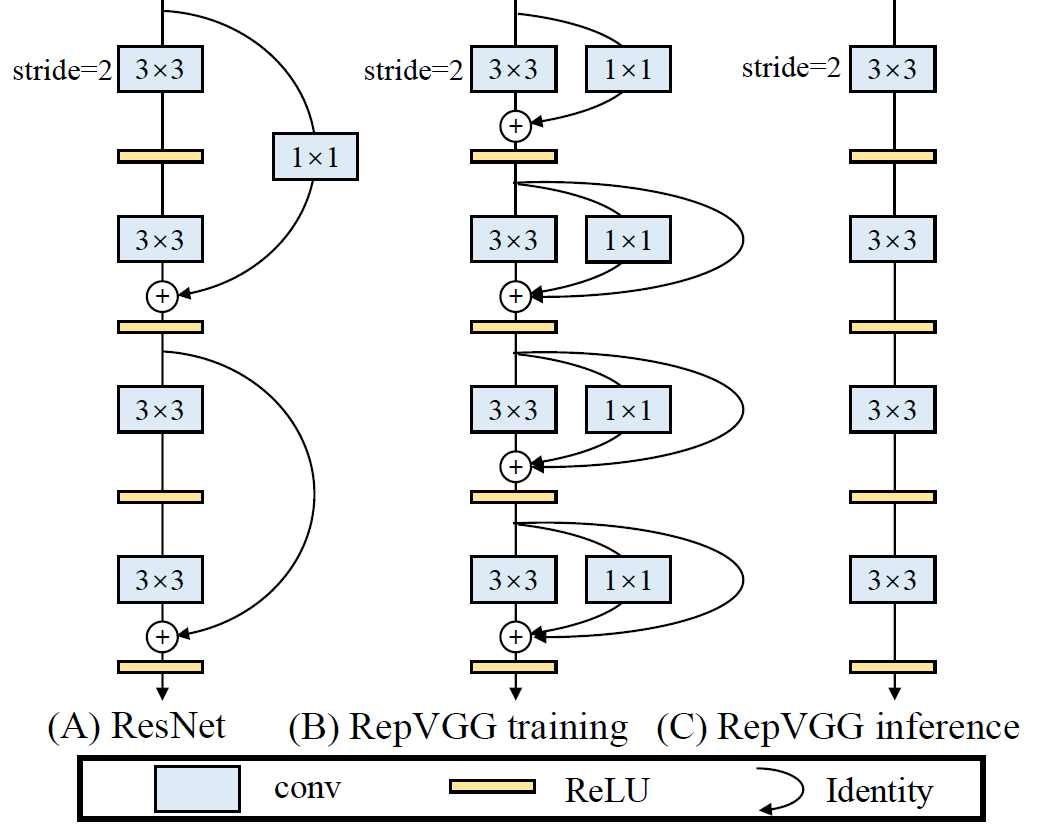 stride=2 3×3 stride=2 3×3 1×1 stride=2 3×3
+
1×1
3×3 3×3 1×1 3×3
+ +
3×3 3×3 1×1 3×3
+
3×3 3×3 1×1 3×3
+ +
(A) ResNet (B) RepVGG training (C) RepVGG inference
conv ReLU Identity